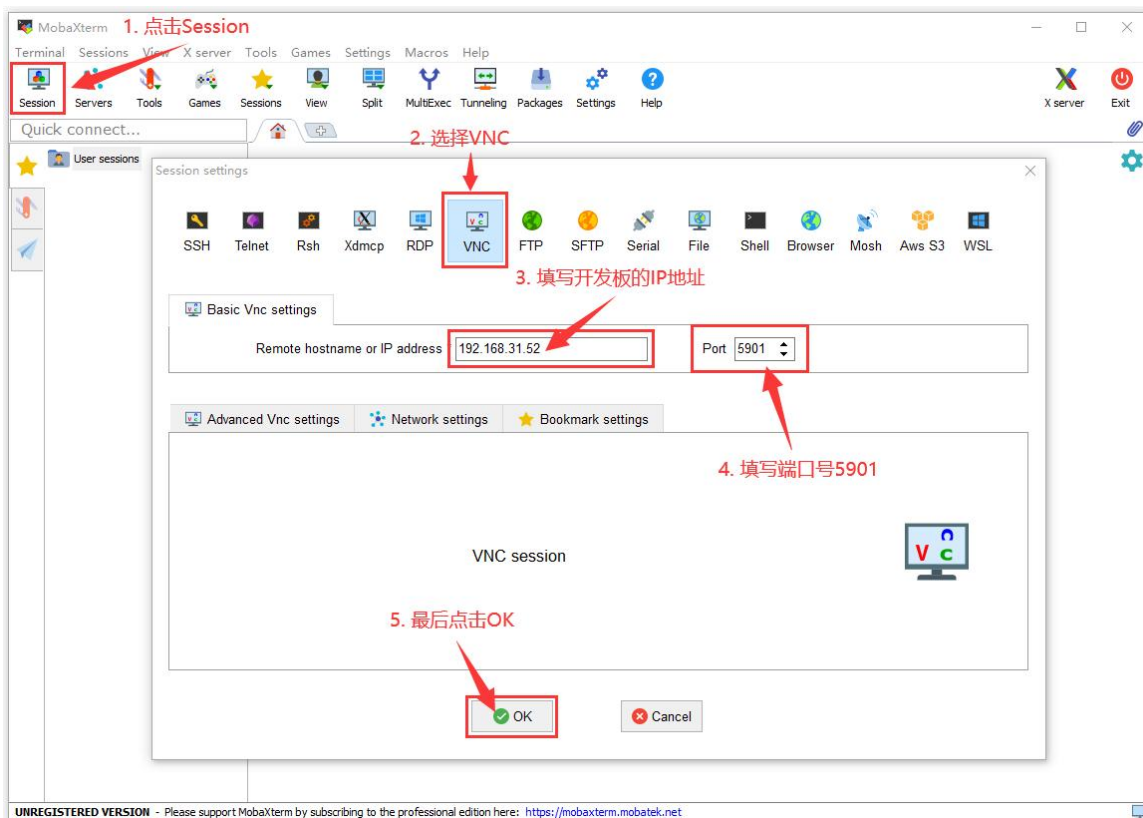 MobaXterm
1. 点击Session
Terminal Sessions View X server Tools Games Settings Macros Help
Session Servers Tools Games Sessions View Split MultiExec Tunneling Packages Settings Help X server Exit
Quick connect...
2. 选择VNC
User sessions
Session settings
SSH Telnet Rsh Xdmcp RDP VNC FTP SFTP Serial File Shell Browser Mosh Aws S3 WSL
3. 填写开发板的IP地址
Basic Vnc settings
Remote hostname or IP address * 192.168.31.52 Port 5901
Advanced Vnc settings Network settings Bookmark settings
4. 填写端口号5901
VNC session
V n c
5. 最后点击OK
OK Cancel
UNREGISTERED VERSION - Please support MobaXterm by subscribing to the professional edition here: https://mobaxterm.mobatek.net